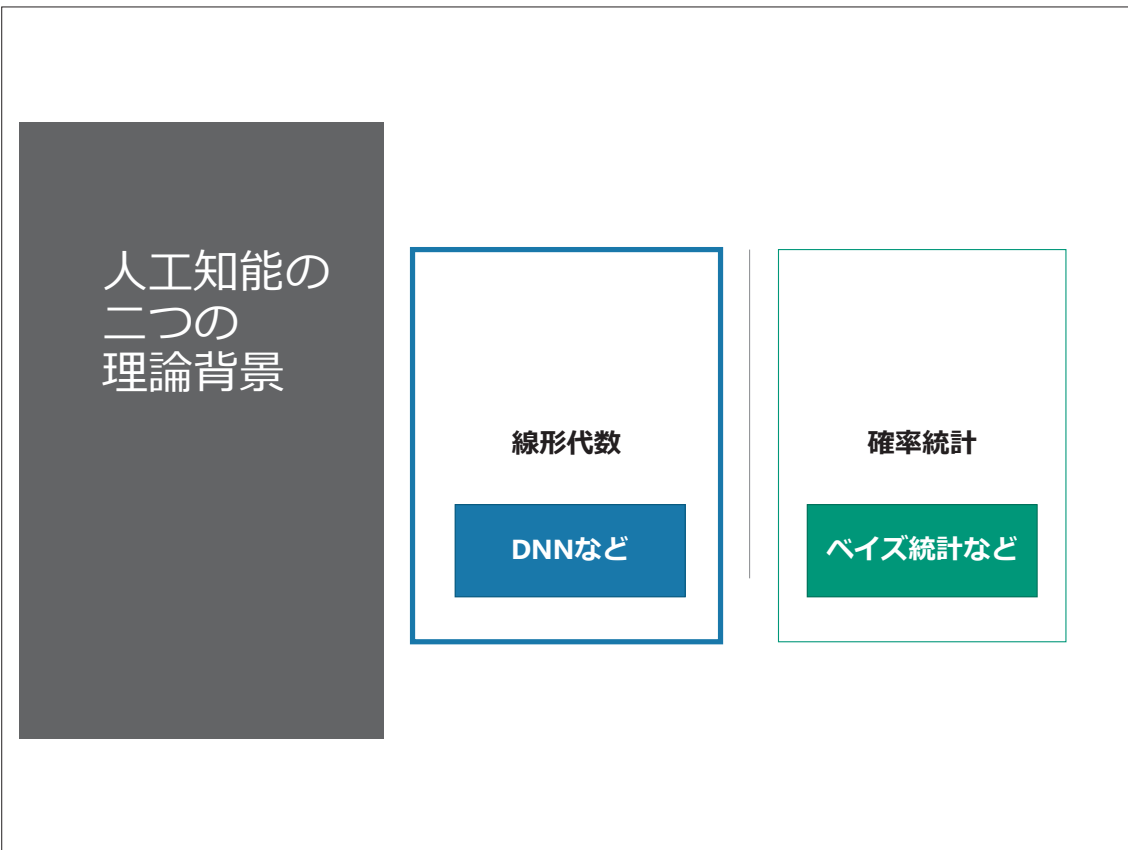 人工知能の
二つの
理論背景
線形代数
DNNなど
確率統計
ベイズ統計など